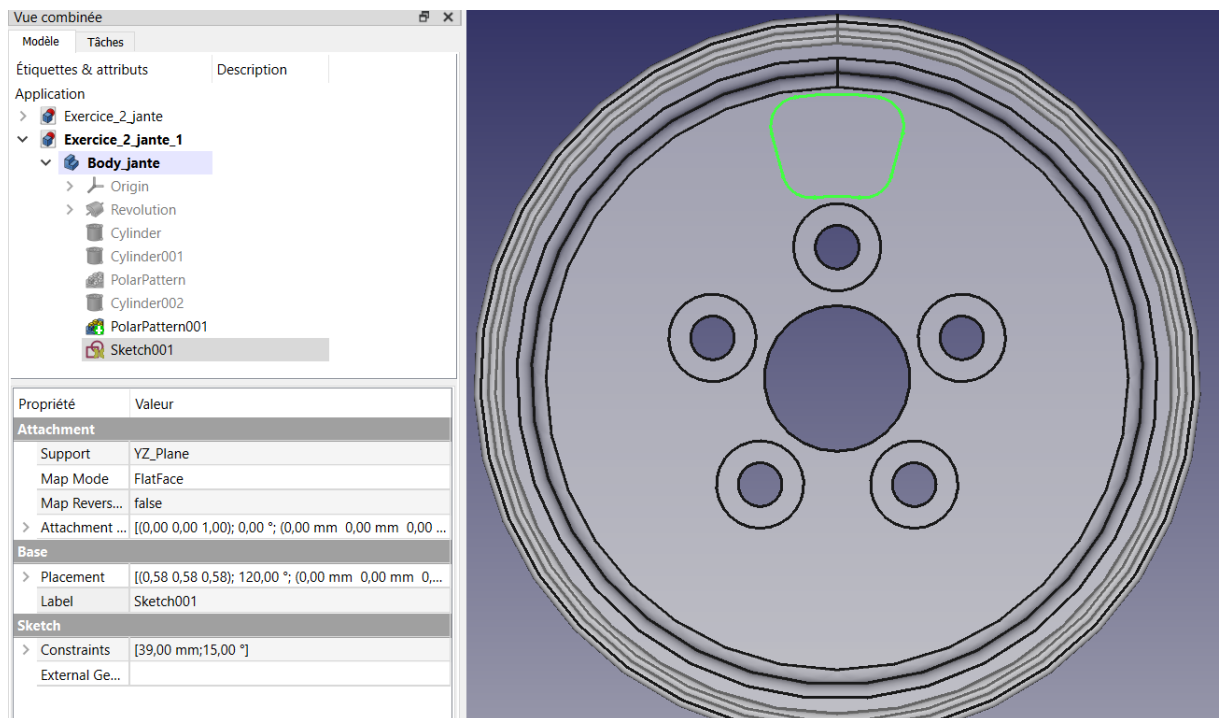 Vue combinée
Modèle Tâches
Étiquettes & attributs Description
Application
Exercice_2_jante
Exercice_2_jante_1
Body_jante
Origin
Revolution
Cylinder
Cylinder001
PolarPattern
Cylinder002
PolarPattern001
Sketch001
Propriété Valeur
Attachment
Support YZ_Plane
Map Mode FlatFace
Map Revers... false
Attachment ... [(0,00 0,00 1,00); 0,00 °; (0,00 mm 0,00 mm 0,00 ...
Base
Placement [(0,58 0,58 0,58); 120,00 °; (0,00 mm 0,00 mm 0,...
Label Sketch001
Sketch
Constraints [39,00 mm;15,00 °]
External Ge...